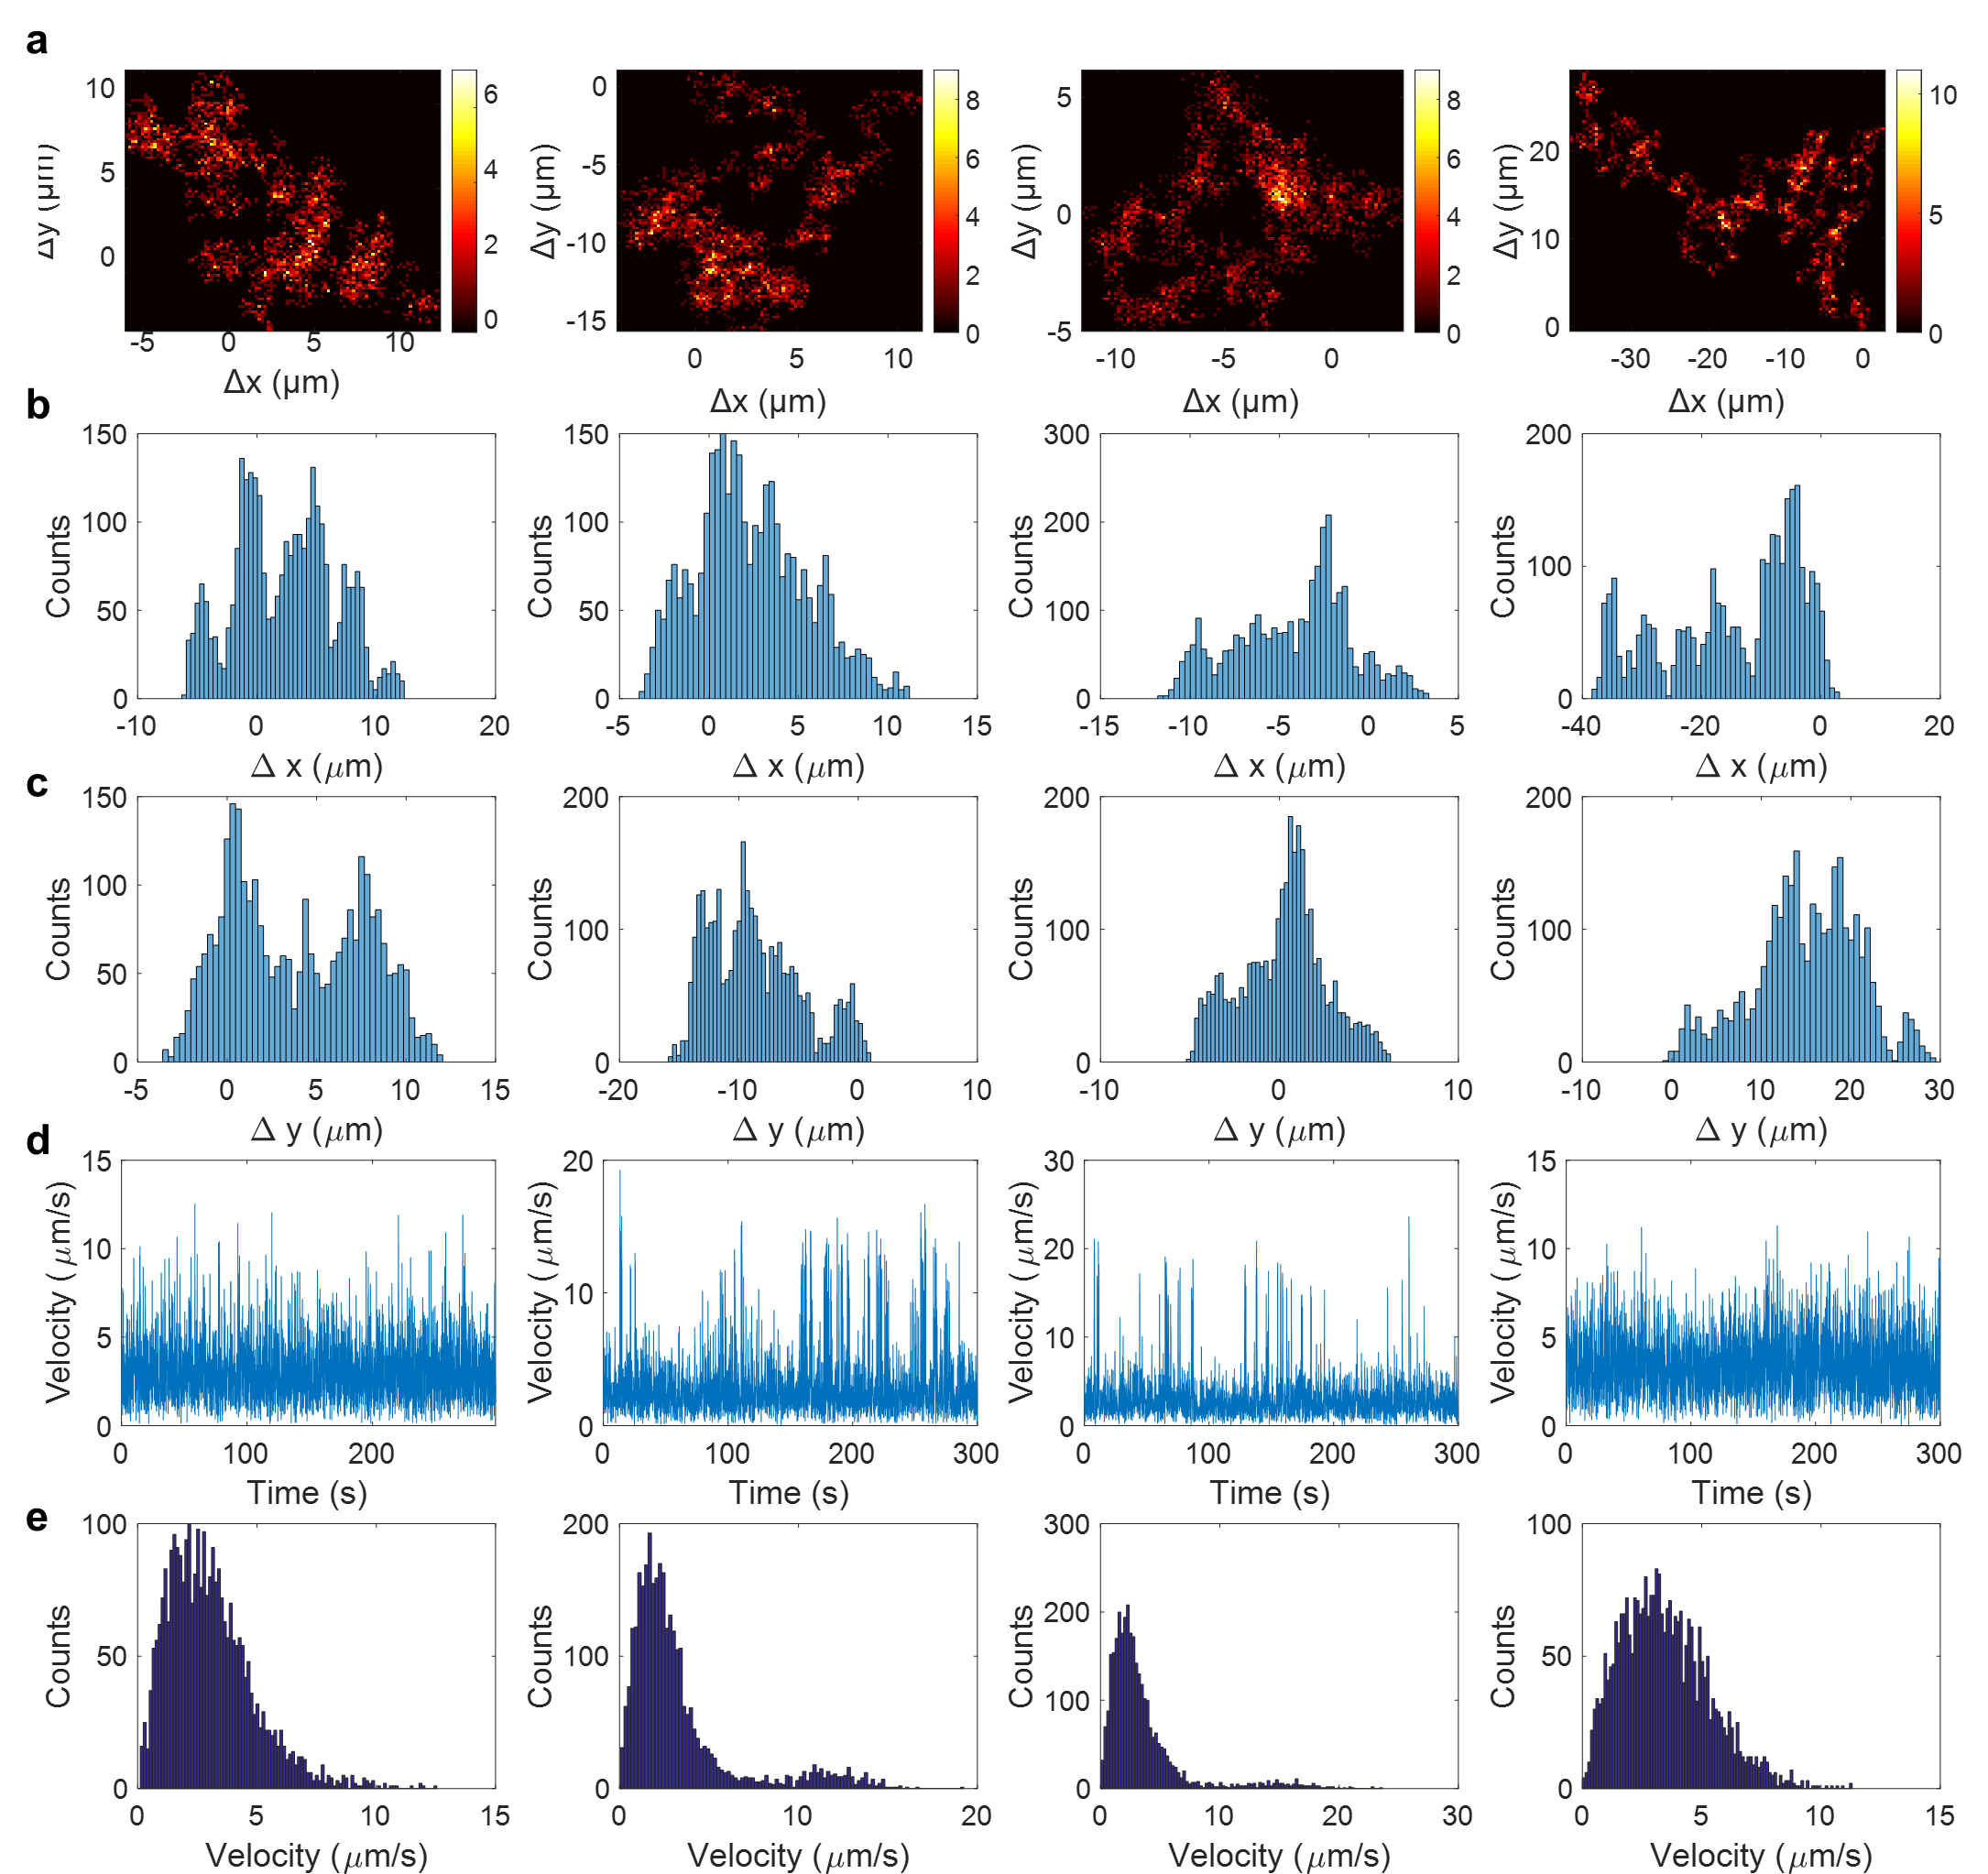 a
10 5 0 Δy (µm) -5 0 5 10 Δx (µm) 6 4 2 0
0 -5 -10 -15 Δy (µm) 0 5 10 Δx (µm) 8 6 4 2 0
5 0 -5 Δy (µm) -10 -5 0 Δx (µm) 8 6 4 2 0
20 10 0 Δy (µm) -30 -20 -10 0 Δx (µm) 10 5 0
b
150 100 50 0 Counts -10 0 10 20 Δ x (μm)
150 100 50 0 Counts -5 0 5 10 15 Δ x (μm)
300 200 100 0 Counts -15 -10 -5 0 5 Δ x (μm)
200 100 0 Counts -40 -20 0 20 Δ x (μm)
c
150 100 50 0 Counts -5 0 5 10 15 Δ y (μm)
200 100 0 Counts -20 -10 0 10 Δ y (μm)
200 100 0 Counts -10 0 10 Δ y (μm)
200 100 0 Counts -10 0 10 20 30 Δ y (μm)
d
15 10 5 0 Velocity (μm/s) 0 100 200 Time (s)
20 10 0 Velocity (μm/s) 0 100 200 300 Time (s)
30 20 10 0 Velocity (μm/s) 0 100 200 300 Time (s)
15 10 5 0 Velocity (μm/s) 0 100 200 300 Time (s)
e
100 50 0 Counts 0 5 10 15 Velocity (μm/s)
200 100 0 Counts 0 10 20 Velocity (μm/s)
300 200 100 0 Counts 0 10 20 30 Velocity (μm/s)
100 50 0 Counts 0 5 10 15 Velocity (μm/s)